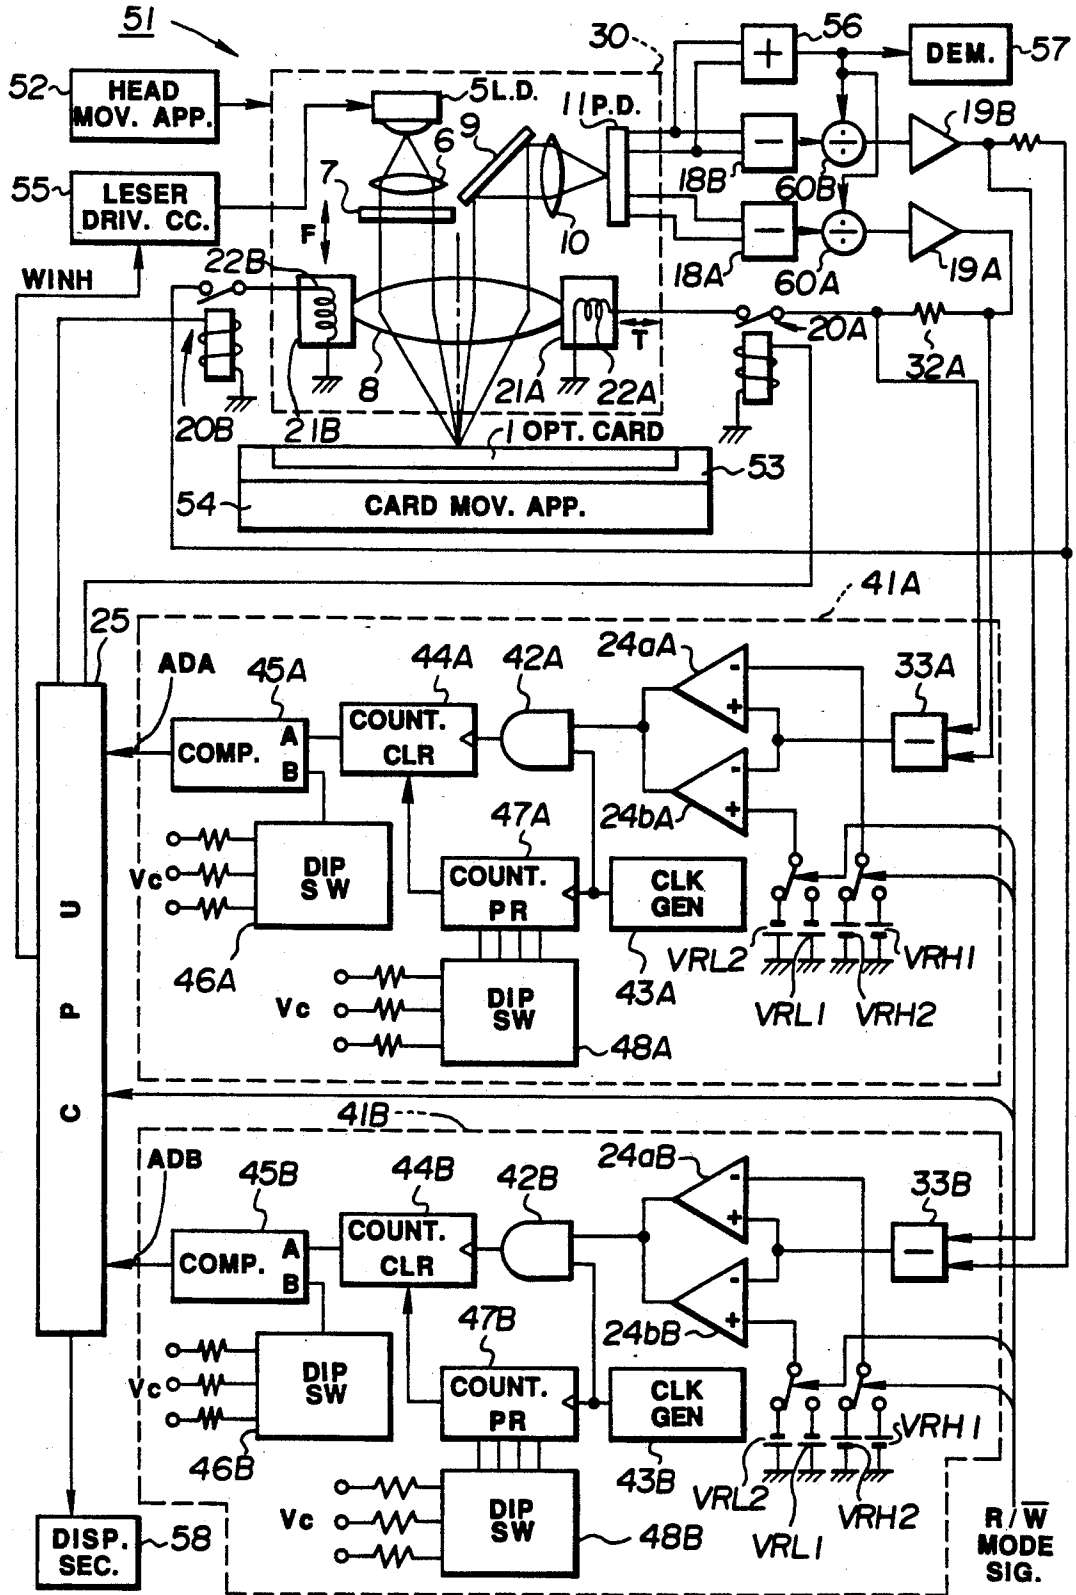 51
52
HEAD
MOV. APP.
55
LESER
DRIV. CC.
WINH
30
5 L.D.
6
7
F
9
10
11 P.D.
8
22B
21B
20B
21A
22A
T
20A
32A
18B
18A
56
+
DEM.
57
60B
60A
÷
÷
−
−
19B
19A
1 OPT. CARD
53
54
CARD MOV. APP.
25
C P U
41A
ADA
45A
COMP.
A
B
44A
COUNT.
CLR
42A
24aA
-
+
24bA
-
+
33A
−
47A
COUNT.
PR
CLK
GEN
43A
DIP
SW
46A
Vc
DIP
SW
48A
Vc
VRL2
VRL1
VRH2
VRH1
41B
ADB
45B
COMP.
A
B
44B
COUNT.
CLR
42B
24aB
-
+
24bB
-
+
33B
−
47B
COUNT.
PR
CLK
GEN
43B
DIP
SW
46B
Vc
DIP
SW
48B
Vc
VRL2
VRL1
VRH2
VRH1
DISP.
SEC.
58
R/W̅
MODE
SIG.